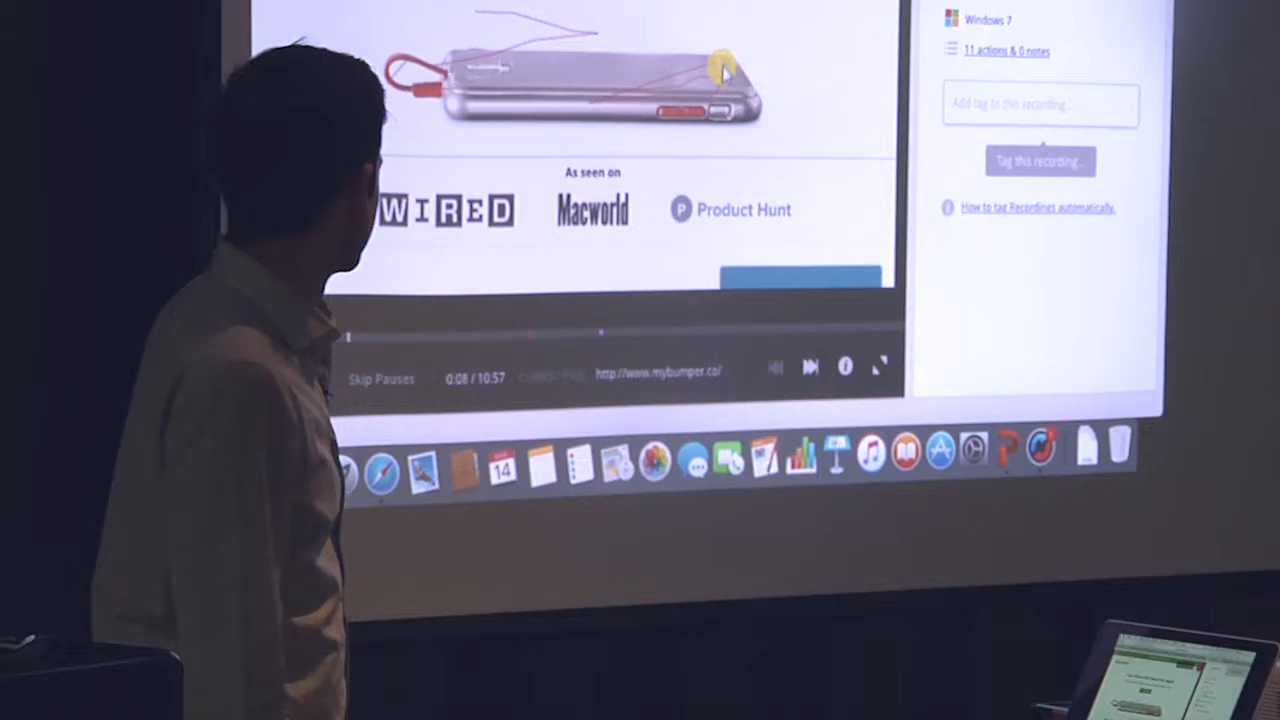 Windows 7
11 actions & 0 notes
Add tag to this recording...
Tag this recording...
How to tag Recordings automatically.
As seen on
WIRED
Macworld
P Product Hunt
Skip Pauses
0:08 / 10:57
http://www.mybumper.co/
14